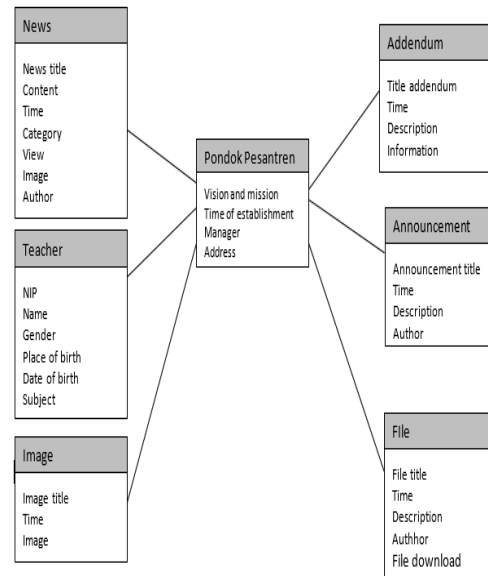 News
News title
Content
Time
Category
View
Image
Author
Teacher
NIP
Name
Gender
Place of birth
Date of birth
Subject
Image
Image title
Time
Image
Pondok Pesantren
Vision and mission
Time of establishment
Manager
Address
Addendum
Title addendum
Time
Description
Information
Announcement
Announcement title
Time
Description
Author
FIle
File title
Time
Description
Authhor
File download